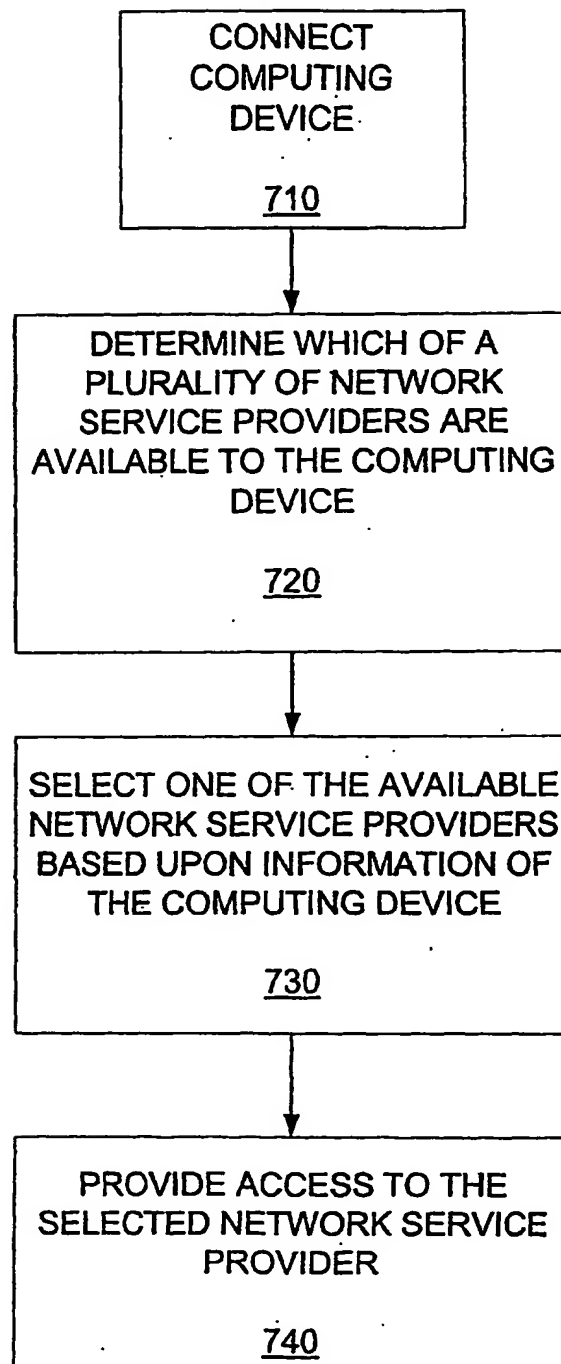 CONNECT
COMPUTING
DEVICE
710
DETERMINE WHICH OF A
PLURALITY OF NETWORK
SERVICE PROVIDERS ARE
AVAILABLE TO THE COMPUTING
DEVICE
720
SELECT ONE OF THE AVAILABLE
NETWORK SERVICE PROVIDERS
BASED UPON INFORMATION OF
THE COMPUTING DEVICE
730
PROVIDE ACCESS TO THE
SELECTED NETWORK SERVICE
PROVIDER
740